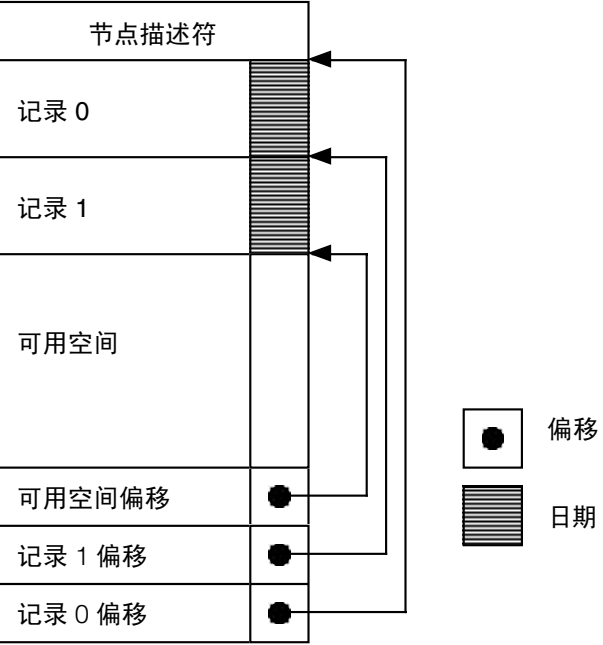 节点描述符
记录 0
记录 1
可用空间
可用空间偏移
记录 1 偏移
记录 0 偏移
偏移
日期